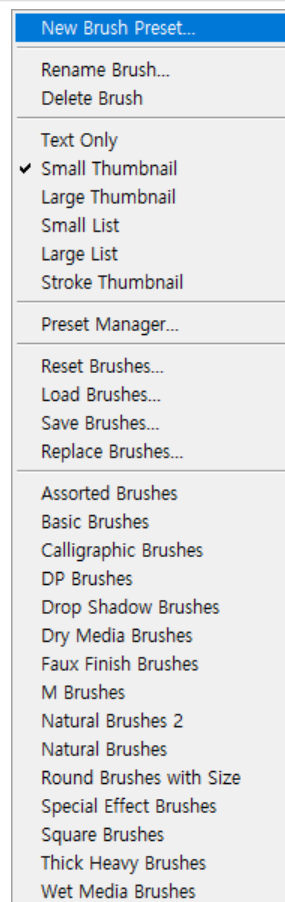 New Brush Preset...
Rename Brush...
Delete Brush
Text Only
Small Thumbnail
Large Thumbnail
Small List
Large List
Stroke Thumbnail
Preset Manager...
Reset Brushes...
Load Brushes...
Save Brushes...
Replace Brushes...
Assorted Brushes
Basic Brushes
Calligraphic Brushes
DP Brushes
Drop Shadow Brushes
Dry Media Brushes
Faux Finish Brushes
M Brushes
Natural Brushes 2
Natural Brushes
Round Brushes with Size
Special Effect Brushes
Square Brushes
Thick Heavy Brushes
Wet Media Brushes